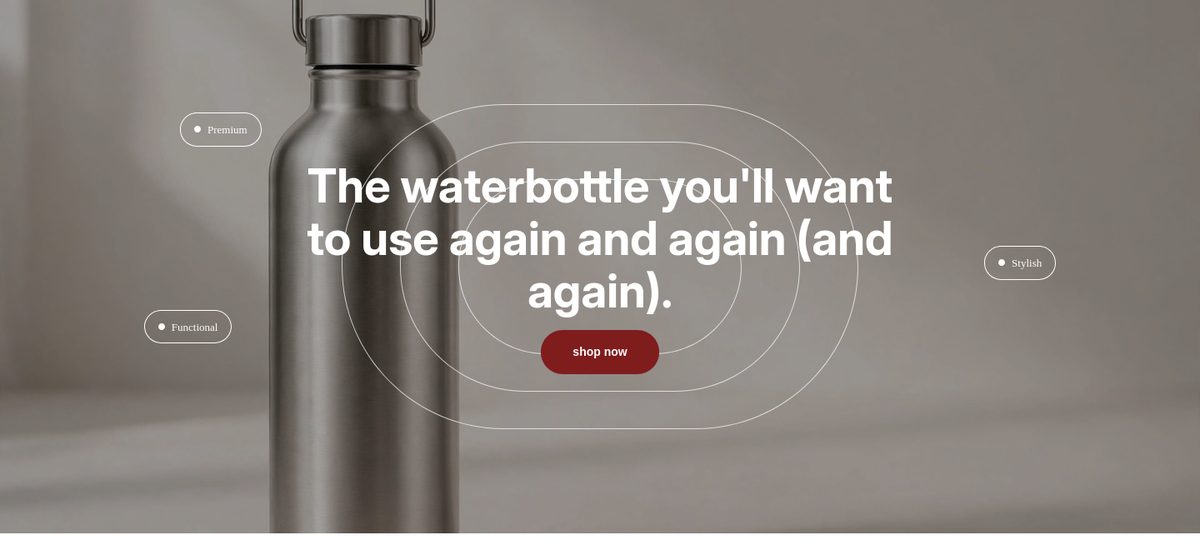 Premium
The waterbottle you'll want
to use again and again (and
again).
Stylish
Functional
shop now